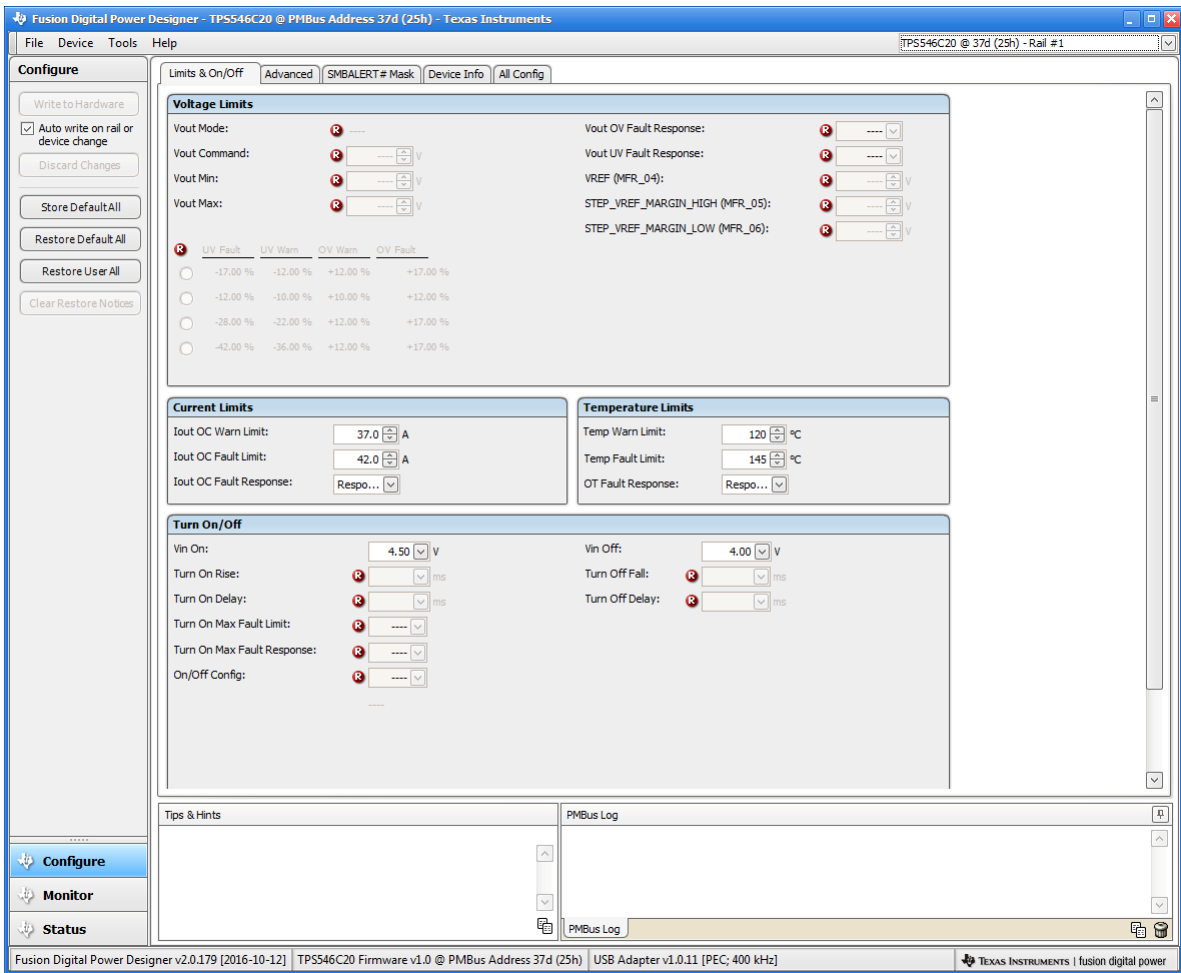 Fusion Digital Power Designer - TPS546C20 @ PMBus Address 37d (25h) - Texas Instruments
File Device Tools Help
TPS546C20 @ 37d (25h) - Rail #1
Configure
Write to Hardware
Auto write on rail or
device change
Discard Changes
Store Default All
Restore Default All
Restore User All
Clear Restore Notices
Limits & On/Off Advanced SMBALERT# Mask Device Info All Config
Voltage Limits
Vout Mode: R ----
Vout Command: R ---- V
Vout Min: R ---- V
Vout Max: R ---- V
Vout OV Fault Response: R ----
Vout UV Fault Response: R ----
VREF (MFR_04): R ---- V
STEP_VREF_MARGIN_HIGH (MFR_05): R ---- V
STEP_VREF_MARGIN_LOW (MFR_06): R ---- V
R UV Fault UV Warn OV Warn OV Fault
-17.00 % -12.00 % +12.00 % +17.00 %
-12.00 % -10.00 % +10.00 % +12.00 %
-28.00 % -22.00 % +12.00 % +17.00 %
-42.00 % -36.00 % +12.00 % +17.00 %
Current Limits
Iout OC Warn Limit: 37.0 A
Iout OC Fault Limit: 42.0 A
Iout OC Fault Response: Respo...
Temperature Limits
Temp Warn Limit: 120 ºC
Temp Fault Limit: 145 ºC
OT Fault Response: Respo...
Turn On/Off
Vin On: 4.50 V
Turn On Rise: R ms
Turn On Delay: R ms
Turn On Max Fault Limit: R ----
Turn On Max Fault Response: R ----
On/Off Config: R ----
----
Vin Off: 4.00 V
Turn Off Fall: R ms
Turn Off Delay: R ms
Tips & Hints
PMBus Log
PMBus Log
Configure
Monitor
Status
Fusion Digital Power Designer v2.0.179 [2016-10-12] TPS546C20 Firmware v1.0 @ PMBus Address 37d (25h) USB Adapter v1.0.11 [PEC; 400 kHz] TEXAS INSTRUMENTS | fusion digital power